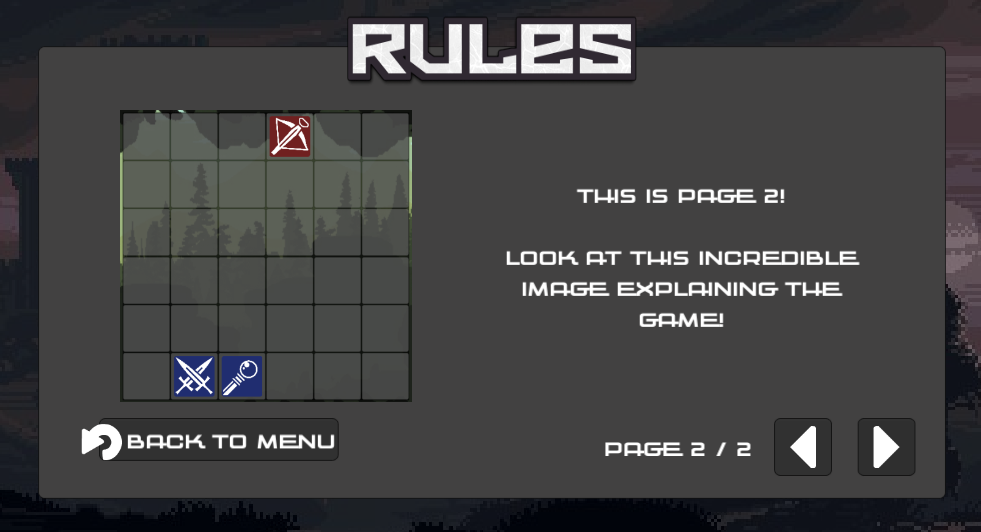 RULES
THIS IS PAGE 2!
LOOK AT THIS INCREDIBLE
IMAGE EXPLAINING THE
GAME!
BACK TO MENU
PAGE 2 / 2